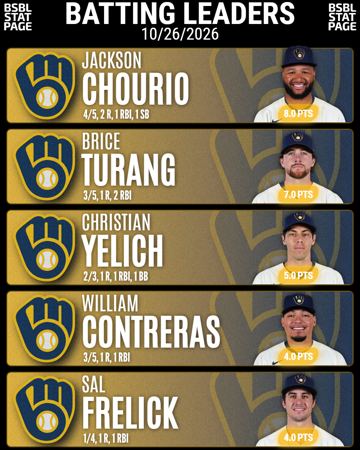 BSBL
STAT
PAGE
BATTING LEADERS
10/26/2026
BSBL
STAT
PAGE
JACKSON
CHOURIO
4/5, 2 R, 1 RBI, 1 SB
8.0 PTS
BRICE
TURANG
3/5, 1 R, 2 RBI
7.0 PTS
CHRISTIAN
YELICH
2/3, 1 R, 1 RBI, 1 BB
5.0 PTS
WILLIAM
CONTRERAS
3/5, 1 R, 1 RBI
4.0 PTS
SAL
FRELICK
1/4, 1 R, 1 RBI
4.0 PTS